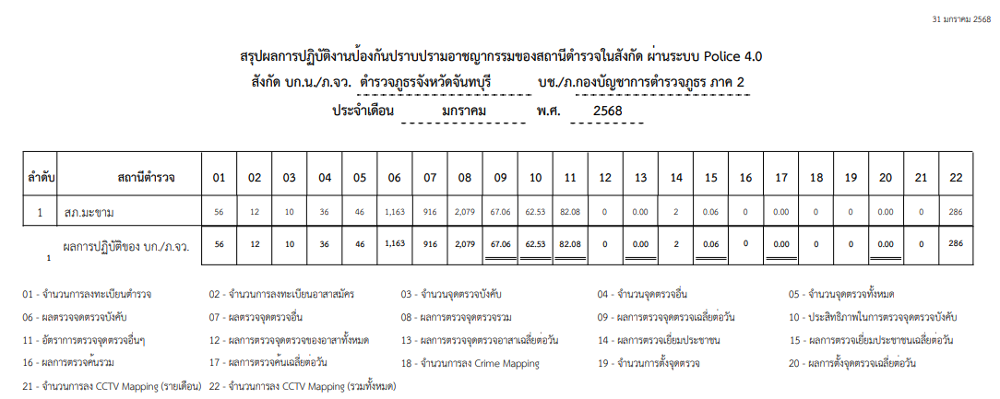 31 มกราคม 2568
สรุปผลการปฏิบัติงานป้องกันปราบปรามอาชญากรรมของสถานีตำรวจในสังกัด ผ่านระบบ Police 4.0
สังกัด บก.น./ภ.จว. ตำรวจภูธรจังหวัดจันทบุรี บช./ภ.กองบัญชาการตำรวจภูธร ภาค 2
ประจำเดือน มกราคม พ.ศ. 2568
ลำดับ สถานีตำรวจ 01 02 03 04 05 06 07 08 09 10 11 12 13 14 15 16 17 18 19 20 21 22
1 สภ.มะขาม 56 12 10 36 46 1,163 916 2,079 67.06 62.53 82.08 0 0.00 2 0.06 0 0.00 0 0 0.00 0 286
1 ผลการปฏิบัติของ บก./ภ.จว. 56 12 10 36 46 1,163 916 2,079 67.06 62.53 82.08 0 0.00 2 0.06 0 0.00 0 0 0.00 0 286
01 - จำนวนการลงทะเบียนตำรวจ 02 - จำนวนการลงทะเบียนอาสาสมัคร 03 - จำนวนจุดตรวจบังคับ 04 - จำนวนจุดตรวจอื่น 05 - จำนวนจุดตรวจทั้งหมด
06 - ผลตรวจจดตรวจบังคับ 07 - ผลตรวจจุดตรวจอื่น 08 - ผลการตรวจจุดตรวจรวม 09 - ผลการตรวจจุดตรวจเฉลี่ยต่อวัน 10 - ประสิทธิภาพในการตรวจจุดตรวจบังคับ
11 - อัตราการตรวจจุดตรวจอื่นๆ 12 - ผลการตรวจจุดตรวจของอาสาทั้งหมด 13 - ผลการตรวจจุดตรวจอาสาเฉลี่ยต่อวัน 14 - ผลการตรวจเยี่ยมประชาชน 15 - ผลการตรวจเยี่ยมประชาชนเฉลี่ยต่อวัน
16 - ผลการตรวจค้นรวม 17 - ผลการตรวจค้นเฉลี่ยต่อวัน 18 - จำนวนการลง Crime Mapping 19 - จำนวนการตั้งจุดตรวจ 20 - ผลการตั้งจุดตรวจเฉลี่ยต่อวัน
21 - จำนวนการลง CCTV Mapping (รายเดือน) 22 - จำนวนการลง CCTV Mapping (รวมทั้งหมด)